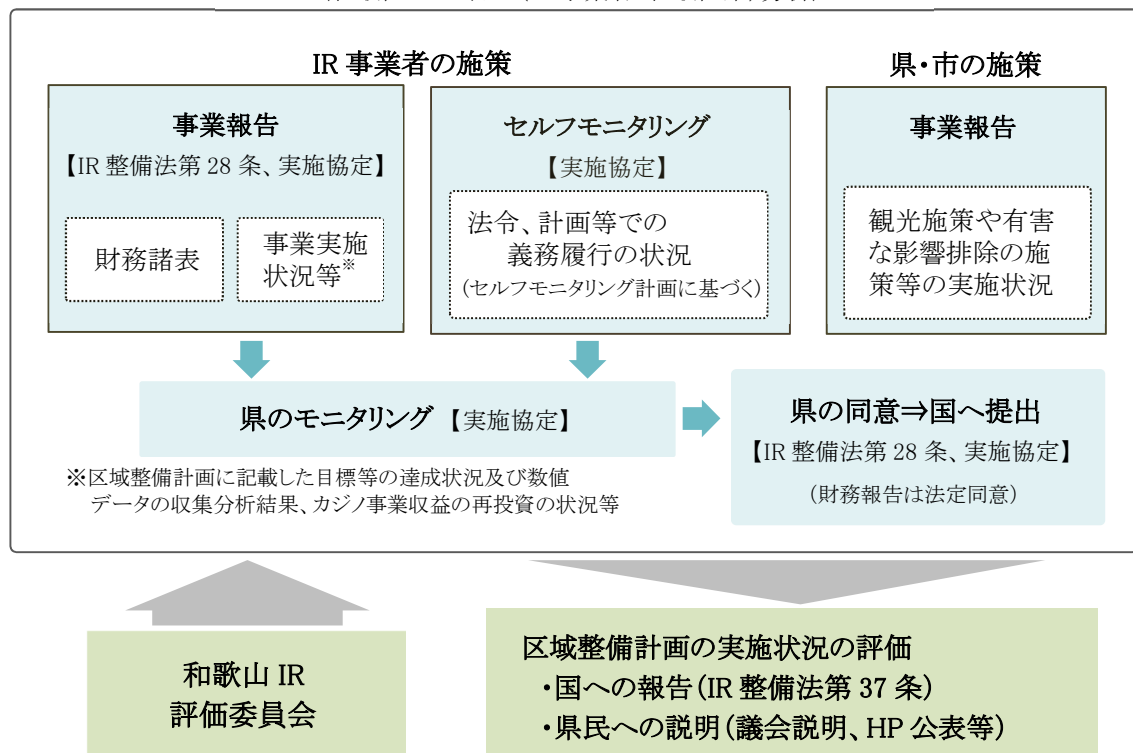 IR 事業者の施策
県・市の施策
事業報告
【IR 整備法第 28 条、実施協定】
財務諸表
事業実施
状況等※
セルフモニタリング
【実施協定】
法令、計画等での
義務履行の状況
(セルフモニタリング計画に基づく)
事業報告
観光施策や有害
な影響排除の施
策等の実施状況
県のモニタリング 【実施協定】
県の同意⇒国へ提出
【IR 整備法第 28 条、実施協定】
(財務報告は法定同意)
※区域整備計画に記載した目標等の達成状況及び数値
データの収集分析結果、カジノ事業収益の再投資の状況等
和歌山 IR
評価委員会
区域整備計画の実施状況の評価
・国への報告(IR 整備法第 37 条)
・県民への説明(議会説明、HP 公表等)